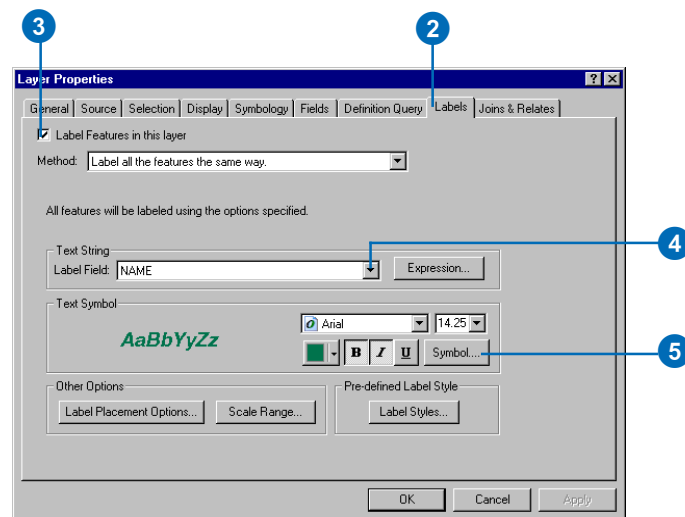 3
2
Layer Properties
? X
General Source Selection Display Symbology Fields Definition Query Labels Joins & Relates
Label Features in this layer
Method: Label all the features the same way.
All features will be labeled using the options specified.
Text String
Label Field: NAME
Expression...
4
Text Symbol
AaBbYyZz
O Arial
14.25
B I U
Symbol....
5
Other Options
Label Placement Options...
Scale Range...
Pre-defined Label Style
Label Styles...
OK
Cancel
Apply